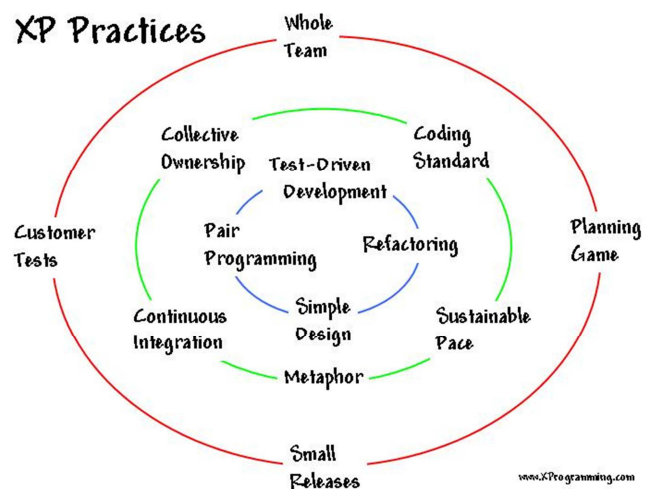 XP Practices
Whole
Team
Collective
Ownership
Coding
Standard
Test-Driven
Development
Customer
Tests
Pair
Programming
Refactoring
Planning
Game
Continuous
Integration
Simple
Design
Sustainable
Pace
Metaphor
Small
Releases
www.XProgramming.com